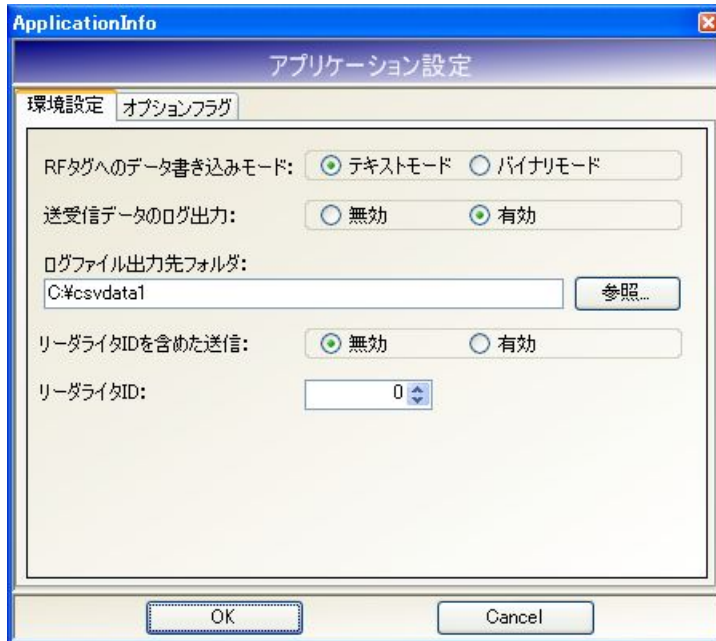 ApplicationInfo
アプリケーション設定
環境設定 オプションフラグ
RFタグへのデータ書き込みモード: テキストモード バイナリモード
送受信データのログ出力: 無効 有効
ログファイル出力先フォルダ:
C:¥csvdata1 参照...
リーダライタIDを含めた送信: 無効 有効
リーダライタID: 0
OK Cancel